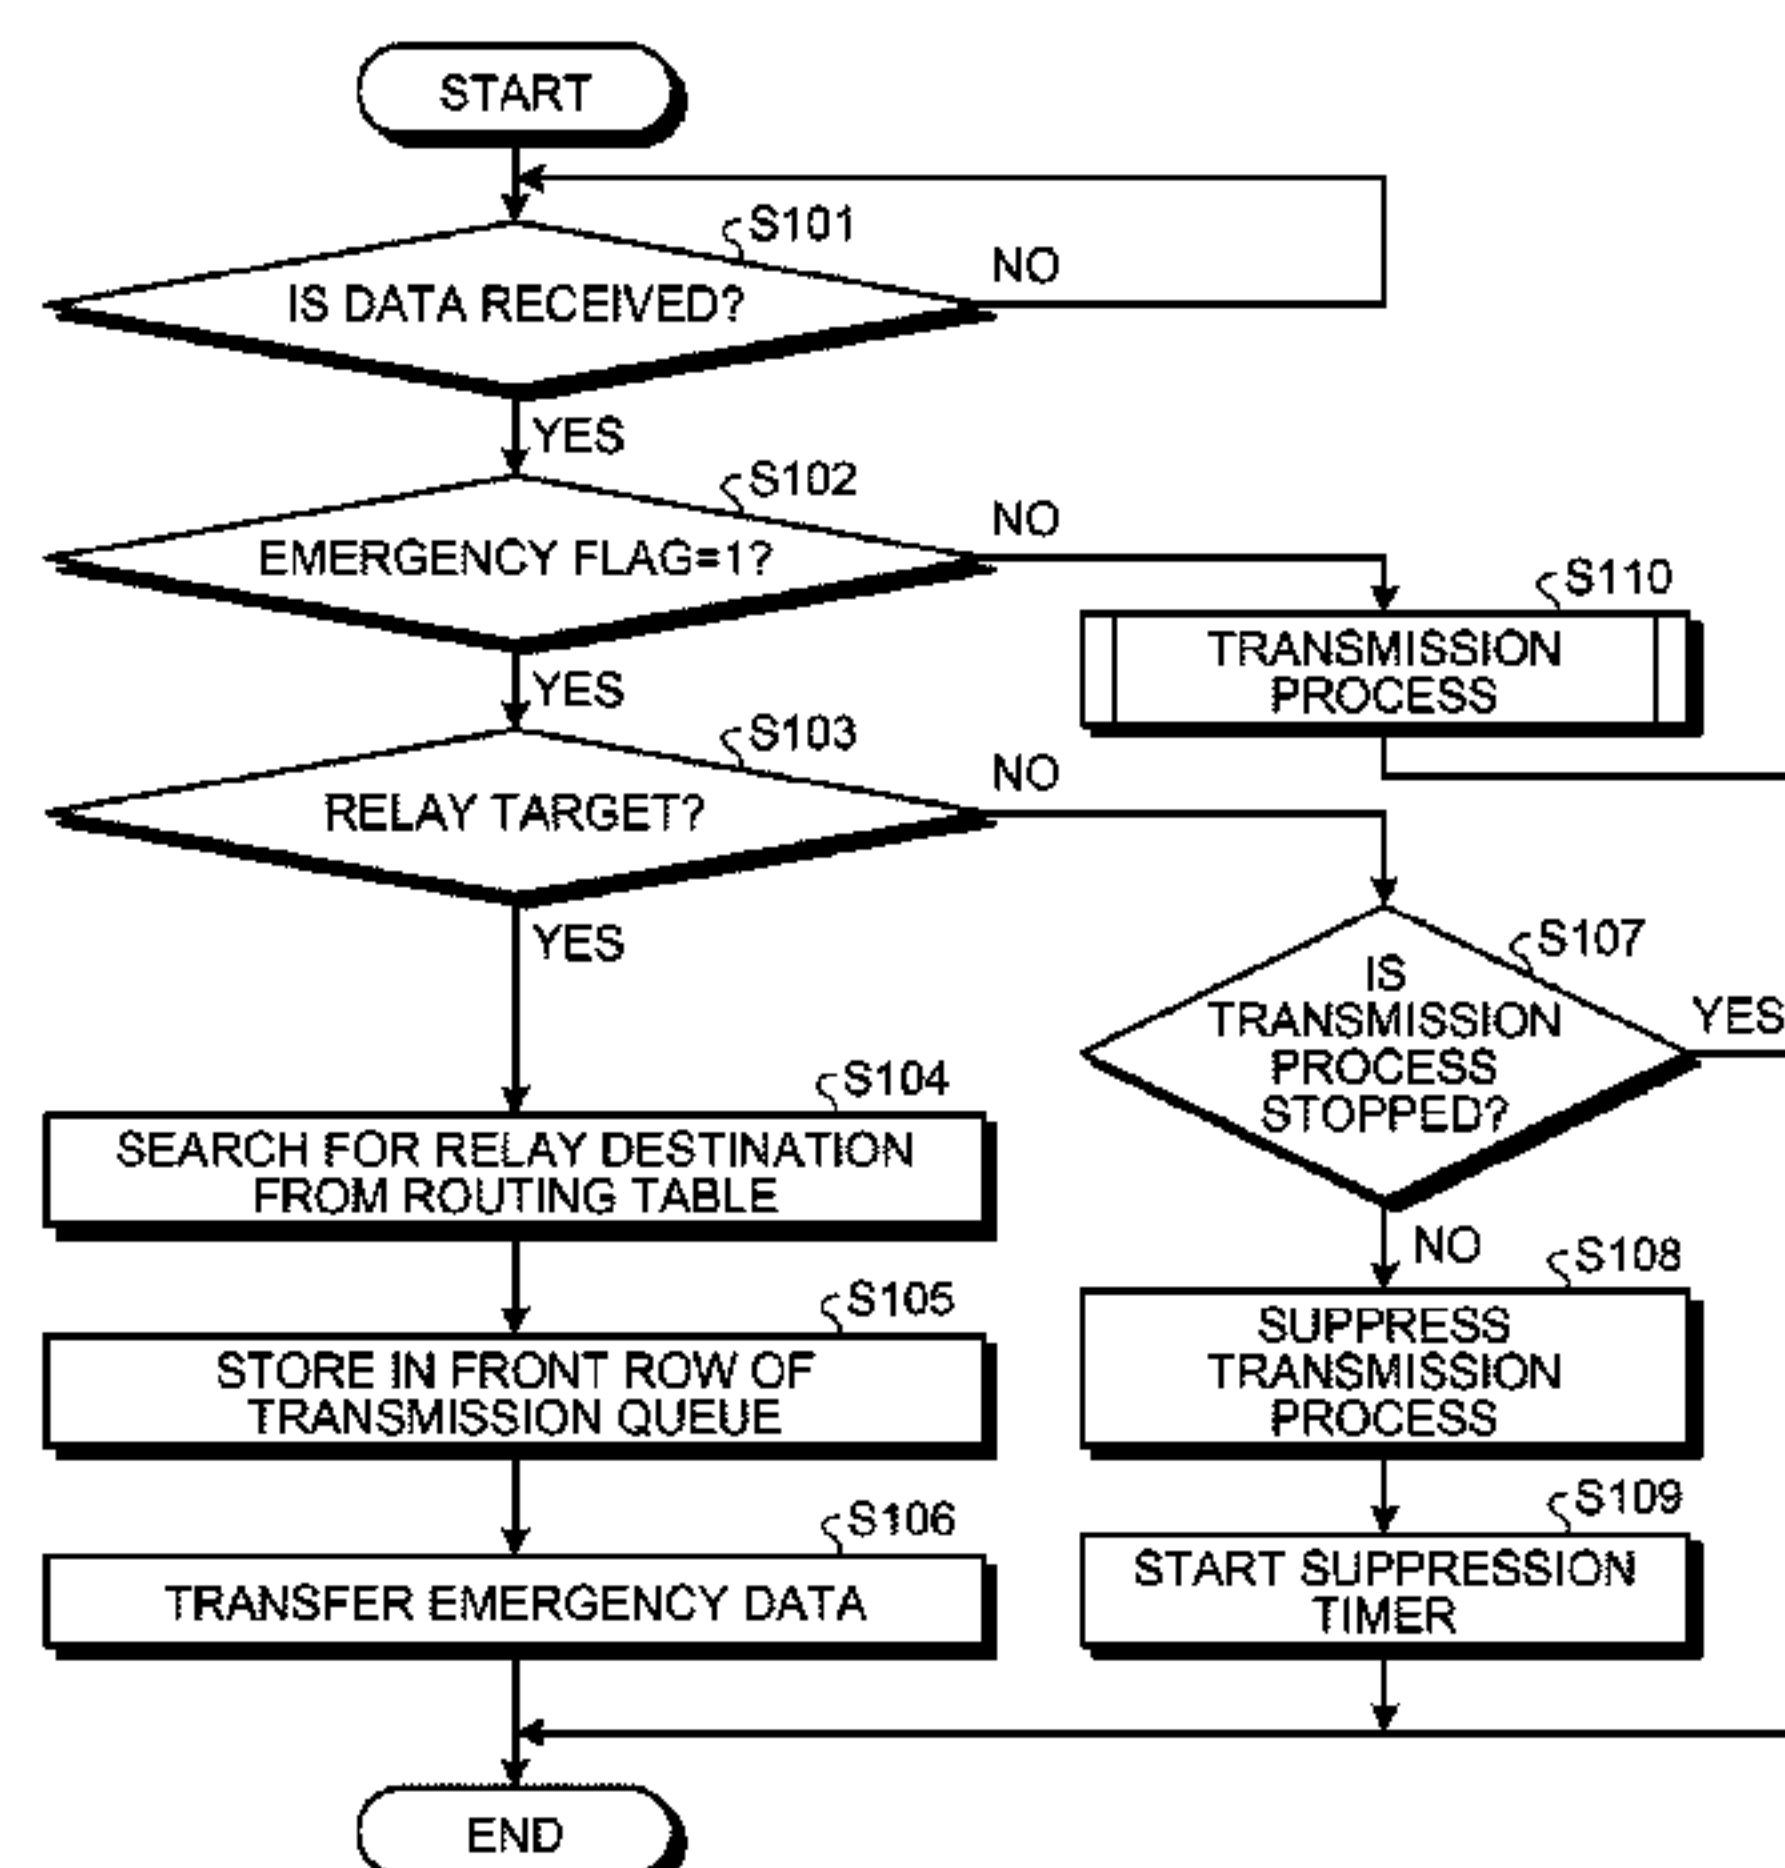 START
S101
IS DATA RECEIVED?
NO
YES
S102
EMERGENCY FLAG=1?
NO
S110
TRANSMISSION
PROCESS
YES
S103
RELAY TARGET?
NO
YES
S107
IS
TRANSMISSION
PROCESS
STOPPED?
YES
NO
S104
SEARCH FOR RELAY DESTINATION
FROM ROUTING TABLE
S108
SUPPRESS
TRANSMISSION
PROCESS
S105
STORE IN FRONT ROW OF
TRANSMISSION QUEUE
S109
START SUPPRESSION
TIMER
S106
TRANSFER EMERGENCY DATA
END